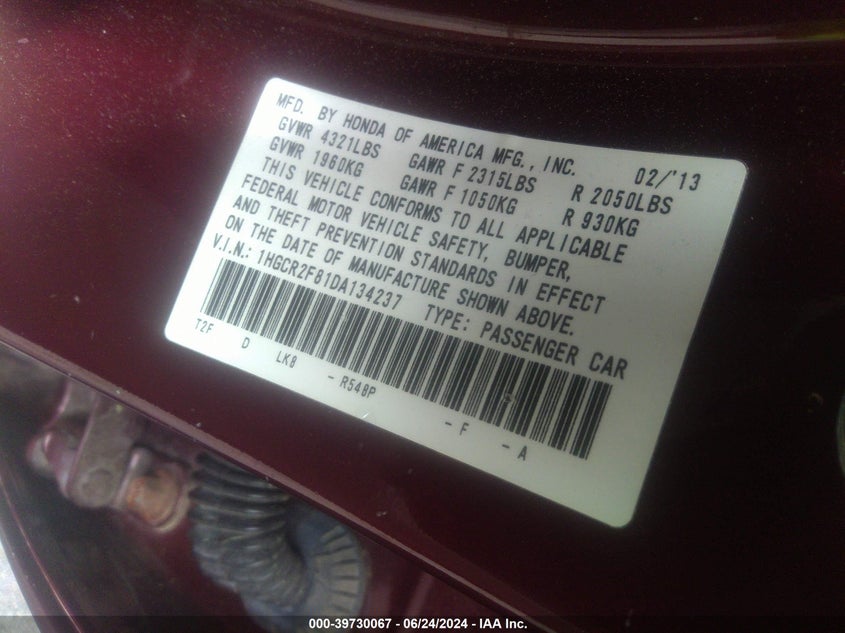 MFD. BY HONDA OF AMERICA MFG., INC. 02/'13
GVWR 4321LBS GAWR F 2315LBS R 2050LBS
GVWR 1960KG GAWR F 1050KG R 930KG
THIS VEHICLE CONFORMS TO ALL APPLICABLE
FEDERAL MOTOR VEHICLE SAFETY, BUMPER,
AND THEFT PREVENTION STANDARDS IN EFFECT
ON THE DATE OF MANUFACTURE SHOWN ABOVE.
V.I.N.: 1HGCR2F81DA134237 TYPE: PASSENGER CAR
T2F D LK8 - R548P - F - A
000-39730067 / 06/24/2024 - IAA Inc.